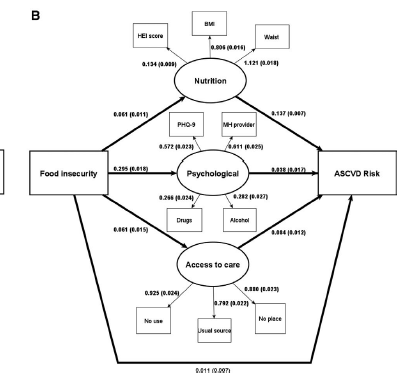 B
BMI
HEI score
Waist
0.806 (0.016)
0.134 (0.009)
1.121 (0.018)
Nutrition
0.061 (0.011)
0.137 (0.007)
PHQ-9
MH provider
0.572 (0.023)
0.611 (0.025)
Food insecurity
0.295 (0.018)
Psychological
0.038 (0.017)
ASCVD Risk
0.266 (0.024)
0.282 (0.027)
Drugs
Alcohol
0.061 (0.015)
0.084 (0.012)
Access to care
0.925 (0.024)
0.880 (0.023)
0.792 (0.022)
No use
Usual source
No place
0.011 (0.007)